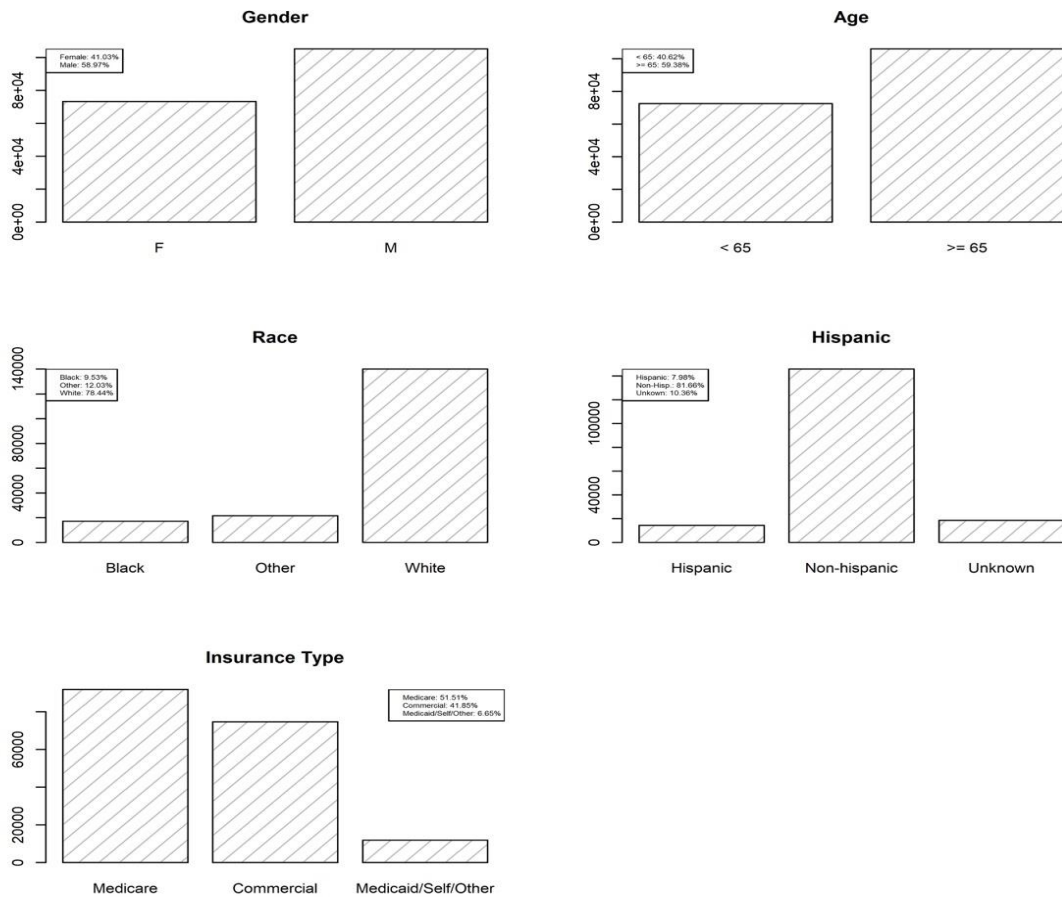 Gender
Female: 41.03%
Male: 58.97%
8e+04
4e+04
0e+00
F
M
Age
< 65: 40.62%
>= 65: 59.38%
8e+04
4e+04
0e+00
< 65
>= 65
Race
Black: 9.53%
Other: 12.03%
White: 78.44%
140000
80000
40000
0
Black
Other
White
Hispanic
Hispanic: 7.98%
Non-Hisp.: 81.66%
Unkown: 10.36%
100000
40000
0
Hispanic
Non-hispanic
Unknown
Insurance Type
Medicare: 51.51%
Commercial: 41.85%
Medicaid/Self/Other: 6.65%
60000
20000
0
Medicare
Commercial
Medicaid/Self/Other